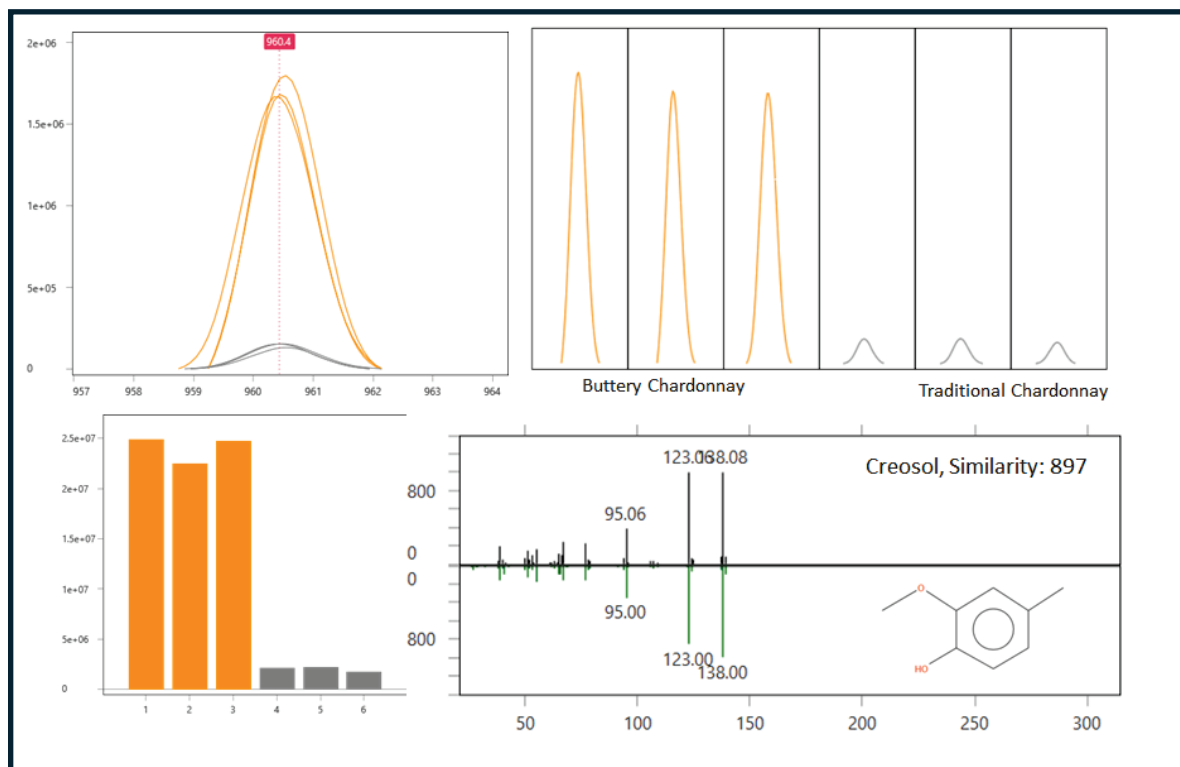 960.4
2e+06
1.5e+06
1e+06
5e+05
0
957 958 959 960 961 962 963 964
Buttery Chardonnay
Traditional Chardonnay
2.5e+07
2e+07
1.5e+07
1e+07
5e+06
0
1 2 3 4 5 6
Creosol, Similarity: 897
123.06 138.08
800
95.06
0
0
95.00
800
123.00
138.00
O
HO
50 100 150 200 250 300